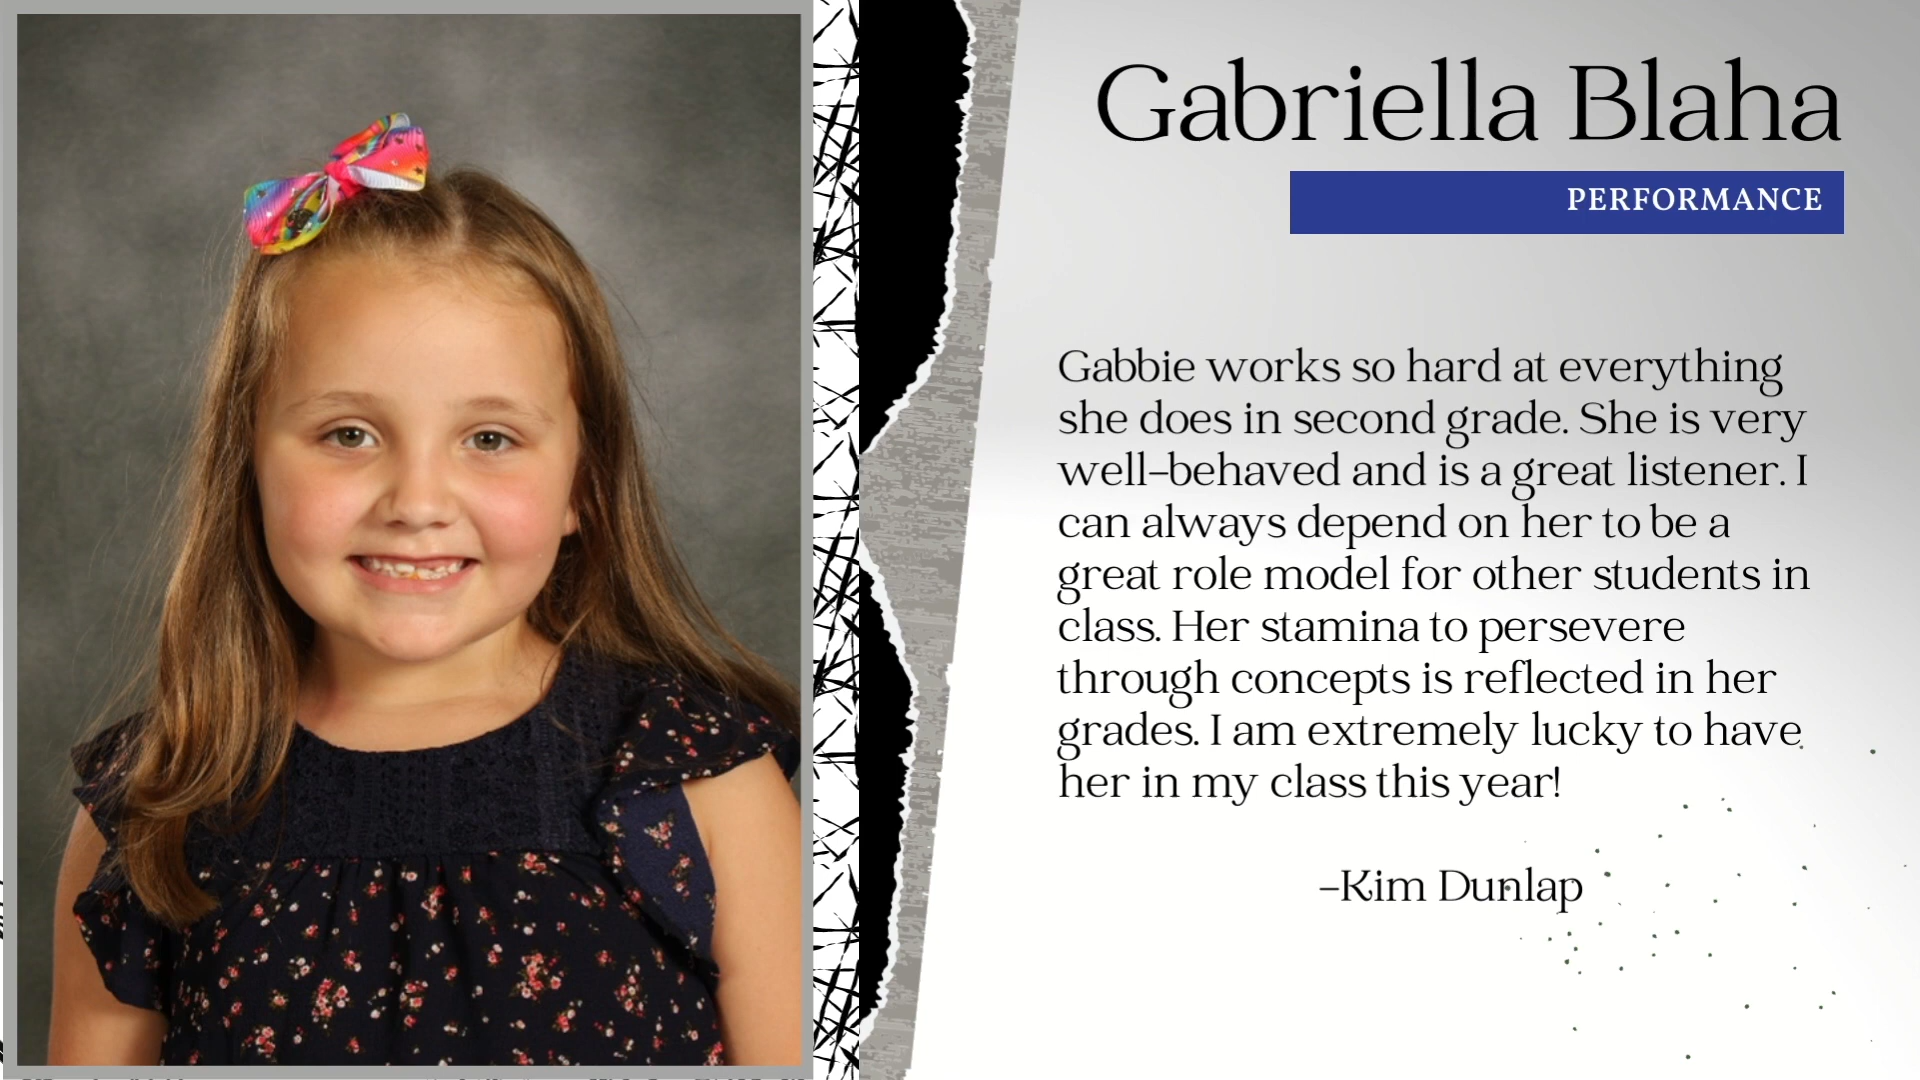 Gabriella Blaha
PERFORMANCE
Gabbie works so hard at everything
she does in second grade. She is very
well-behaved and is a great listener. I
can always depend on her to be a
great role model for other students in
class. Her stamina to persevere
through concepts is reflected in her
grades. I am extremely lucky to have
her in my class this year!
-Kim Dunlap